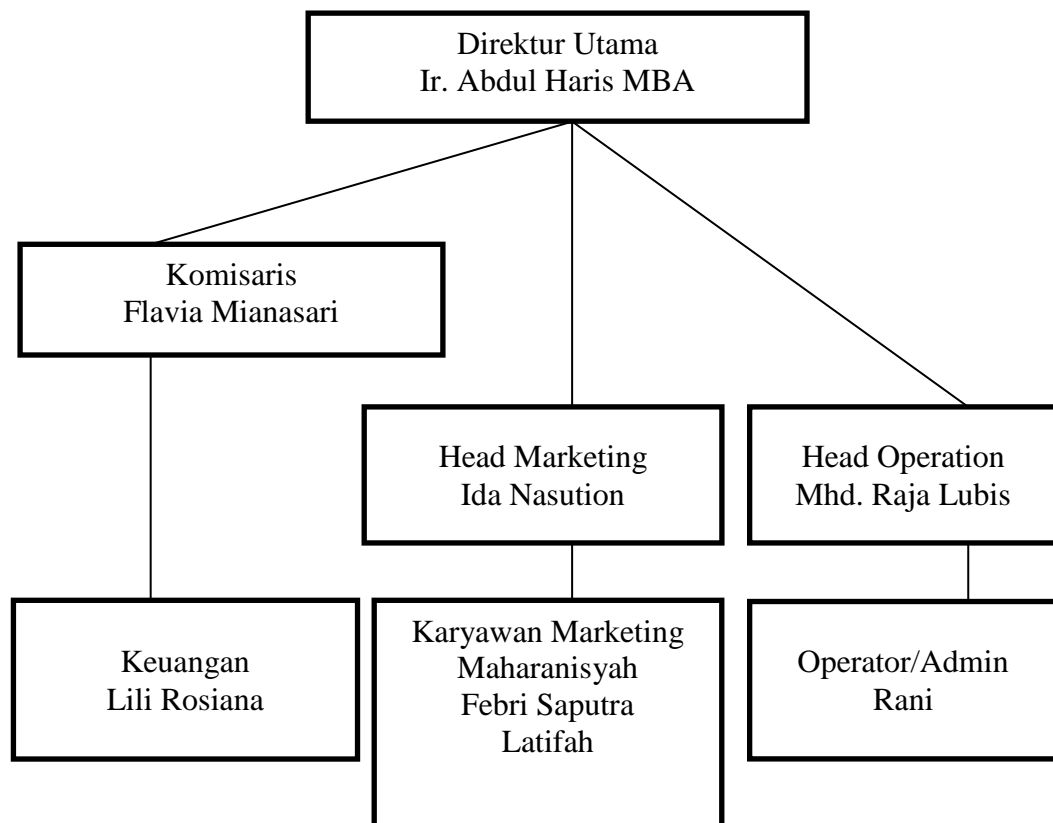 Direktur Utama
Ir. Abdul Haris MBA
Komisaris
Flavia Mianasari
Head Marketing
Ida Nasution
Head Operation
Mhd. Raja Lubis
Keuangan
Lili Rosiana
Karyawan Marketing
Maharanisyah
Febri Saputra
Latifah
Operator/Admin
Rani